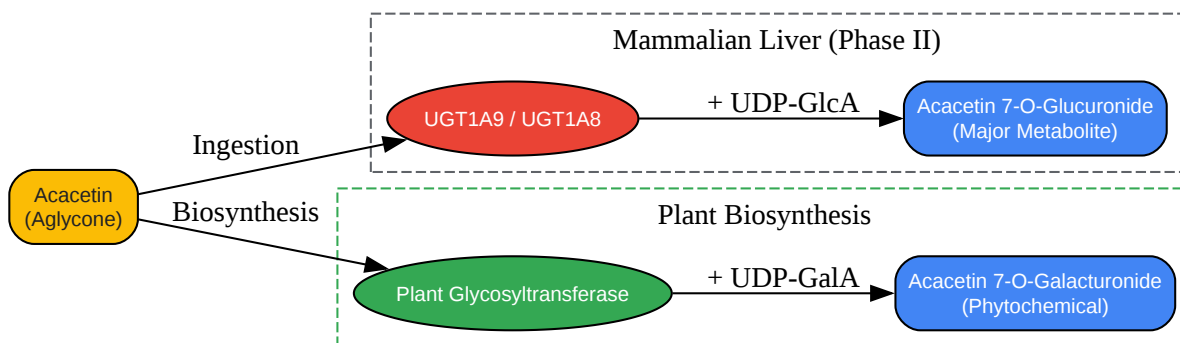 Mammalian Liver (Phase II)
UGT1A9 / UGT1A8
+ UDP-GlcA
Acacetin 7-O-Glucuronide
(Major Metabolite)
Ingestion
Acacetin
(Aglycone)
Biosynthesis
Plant Biosynthesis
Plant Glycosyltransferase
+ UDP-GalA
Acacetin 7-O-Galacturonide
(Phytochemical)